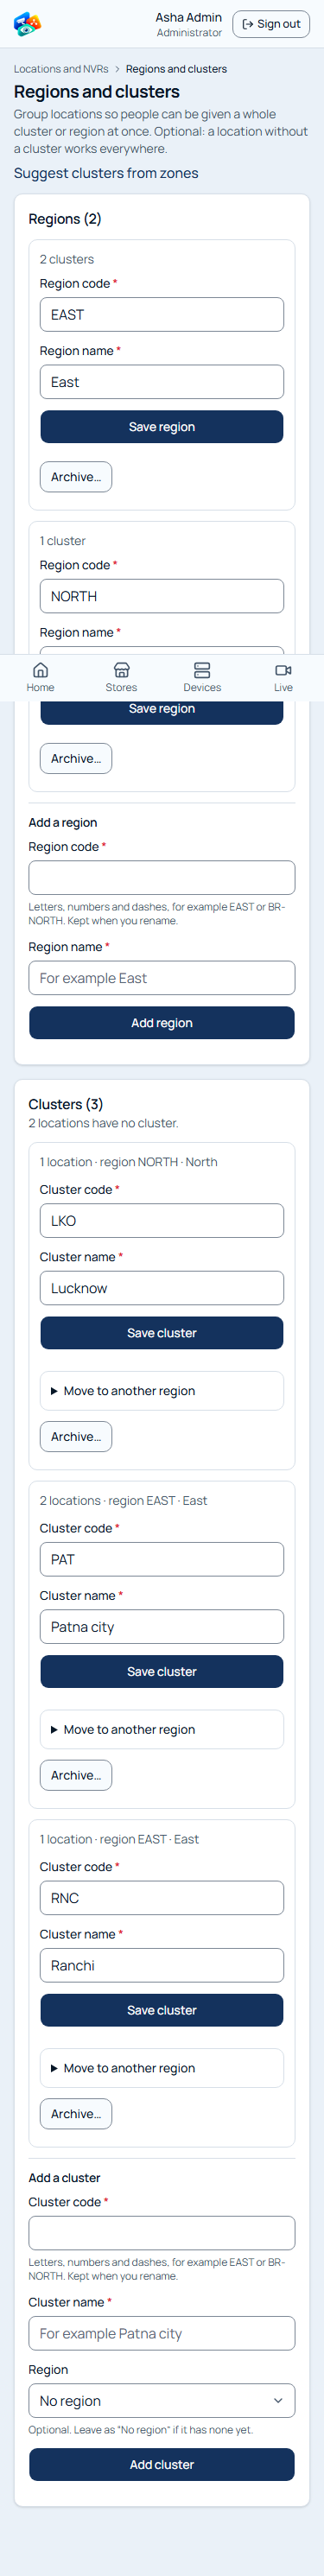 Asha Admin
Administrator
Sign out
Locations and NVRs > Regions and clusters
Regions and clusters
Group locations so people can be given a whole
cluster or region at once. Optional: a location without
a cluster works everywhere.
Suggest clusters from zones
Regions (2)
2 clusters
Region code *
EAST
Region name *
East
Save region
Archive...
1 cluster
Region code *
NORTH
Region name *
Home
Stores
Devices
Live
Save region
Archive...
Add a region
Region code *
Letters, numbers and dashes, for example EAST or BR-
NORTH. Kept when you rename.
Region name *
For example East
Add region
Clusters (3)
2 locations have no cluster.
1 location · region NORTH · North
Cluster code *
LKO
Cluster name *
Lucknow
Save cluster
Move to another region
Archive...
2 locations · region EAST · East
Cluster code *
PAT
Cluster name *
Patna city
Save cluster
Move to another region
Archive...
1 location · region EAST · East
Cluster code *
RNC
Cluster name *
Ranchi
Save cluster
Move to another region
Archive...
Add a cluster
Cluster code *
Letters, numbers and dashes, for example EAST or BR-
NORTH. Kept when you rename.
Cluster name *
For example Patna city
Region
No region
Optional. Leave as "No region" if it has none yet.
Add cluster